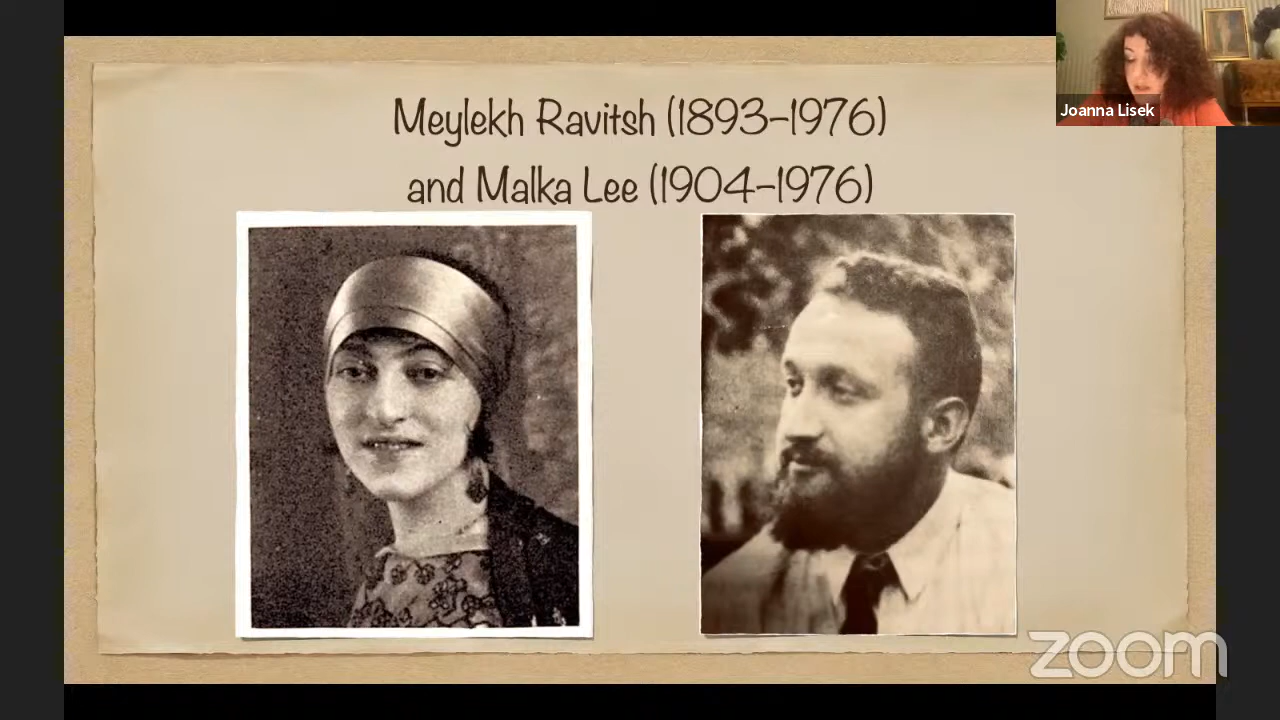 Meylekh Ravitsh (1893–1976)
and Malka Lee (1904–1976)
Joanna Lisek
zoom